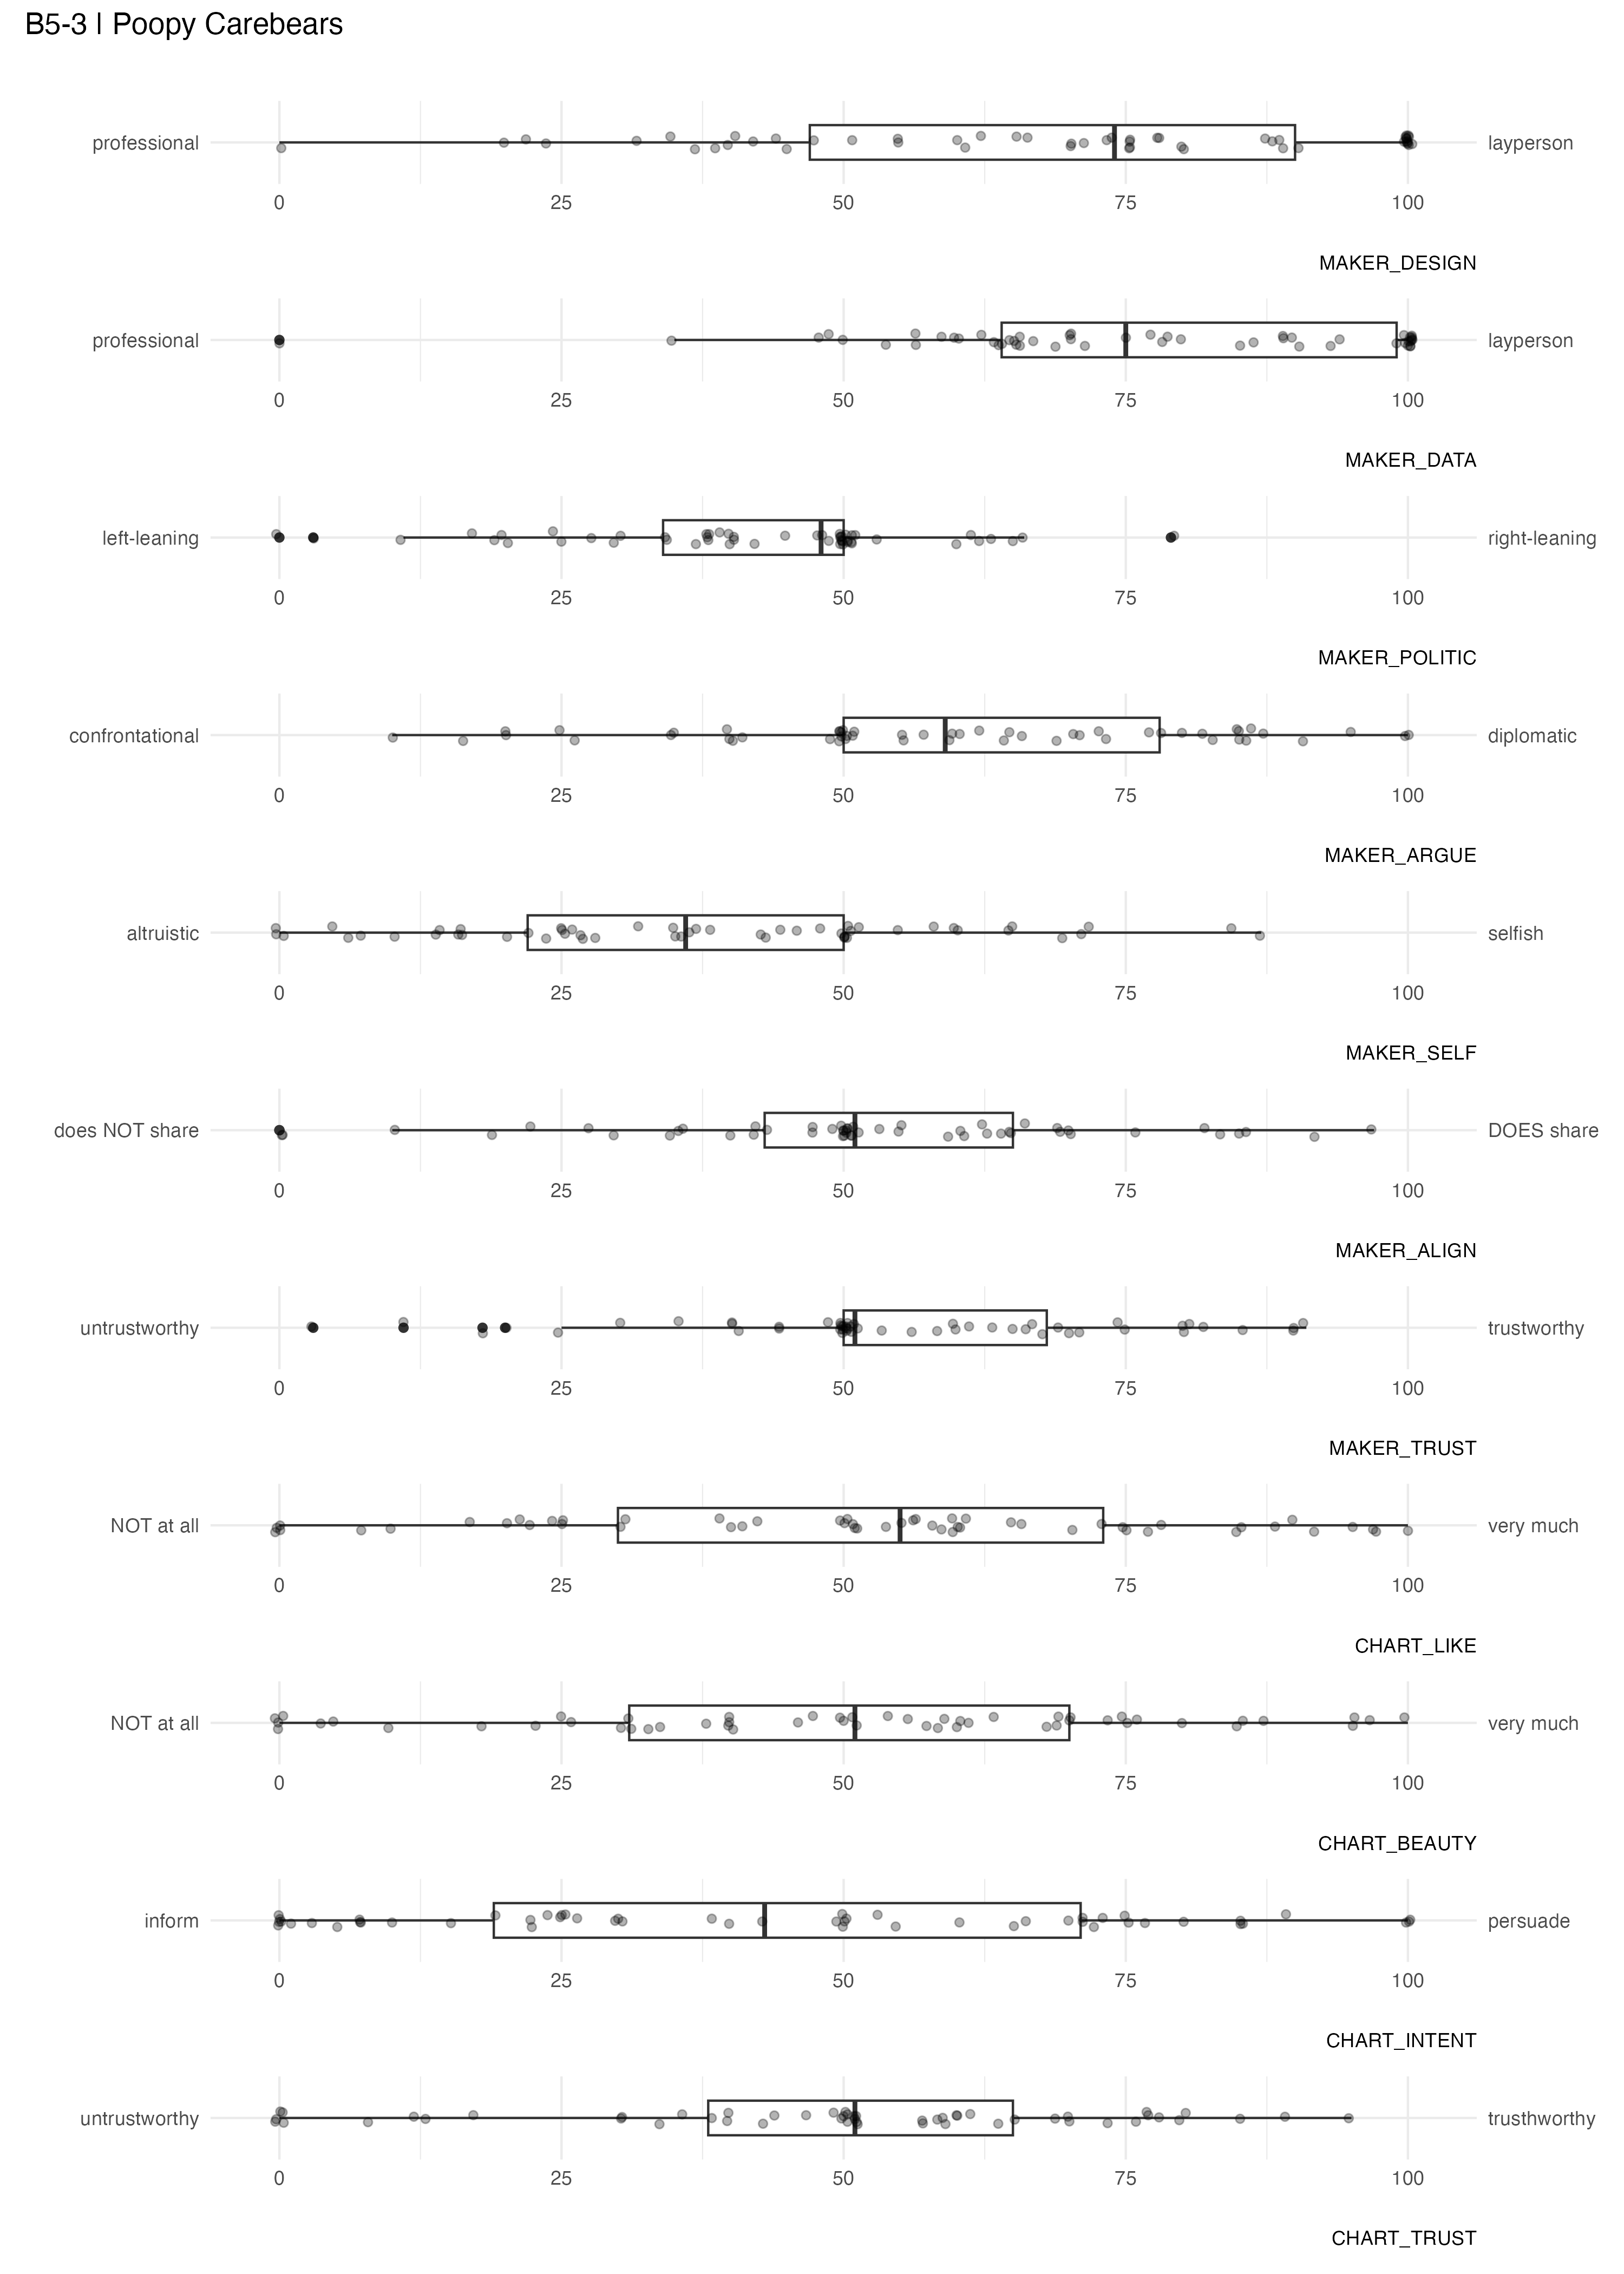 B5-3 | Poopy Carebears
professional layperson
0 25 50 75 100
MAKER_DESIGN
professional layperson
0 25 50 75 100
MAKER_DATA
left-leaning right-leaning
0 25 50 75 100
MAKER_POLITIC
confrontational diplomatic
0 25 50 75 100
MAKER_ARGUE
altruistic selfish
0 25 50 75 100
MAKER_SELF
does NOT share DOES share
0 25 50 75 100
MAKER_ALIGN
untrustworthy trustworthy
0 25 50 75 100
MAKER_TRUST
NOT at all very much
0 25 50 75 100
CHART_LIKE
NOT at all very much
0 25 50 75 100
CHART_BEAUTY
inform persuade
0 25 50 75 100
CHART_INTENT
untrustworthy trusthworthy
0 25 50 75 100
CHART_TRUST